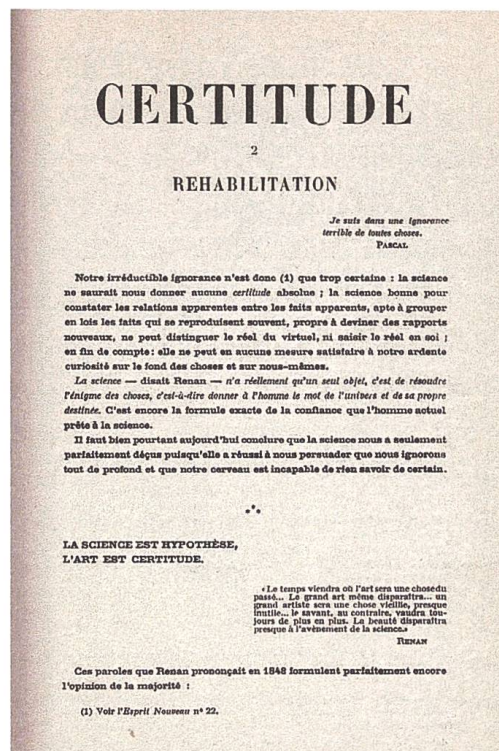 CERTITUDE
2
REHABILITATION
Je suis dans une ignorance
terrible de toutes choses.
PASCAL
Notre irréductible ignorance n'est donc (1) que trop certaine : la science
ne saurait nous donner aucune certitude absolue ; la science bonne pour
constater les relations apparentes entre les faits apparents, apte à grouper
en lois les faits qui se reproduisent souvent, propre à deviner des rapports
nouveaux, ne peut distinguer le réel du virtuel, ni saisir le réel en soi ;
en fin de compte : elle ne peut en aucune mesure satisfaire à notre ardente
curiosité sur le fond des choses et sur nous-mêmes.
La science — disait Renan — n'a réellement qu'un seul objet, c'est de résoudre
l'énigme des choses, c'est-à-dire donner à l'homme le mot de l'univers et de sa propre
destinée. C'est encore la formule exacte de la confiance que l'homme actuel
prête à la science.
Il faut bien pourtant aujourd'hui conclure que la science nous a seulement
parfaitement déçus puisqu'elle a réussi à nous persuader que nous ignorons
tout de profond et que notre cerveau est incapable de rien savoir de certain.
LA SCIENCE EST HYPOTHÈSE,
L'ART EST CERTITUDE.
« Le temps viendra où l'art sera une chose du
passé... Le grand art même disparaîtra... un
grand artiste sera une chose vieillie, presque
inutile... le savant, au contraire, vaudra tou-
jours de plus en plus. La beauté disparaîtra
presque à l'avènement de la science.»
RENAN
Ces paroles que Renan prononçait en 1848 formulent parfaitement encore
l'opinion de la majorité :
(1) Voir l'Esprit Nouveau n° 22.